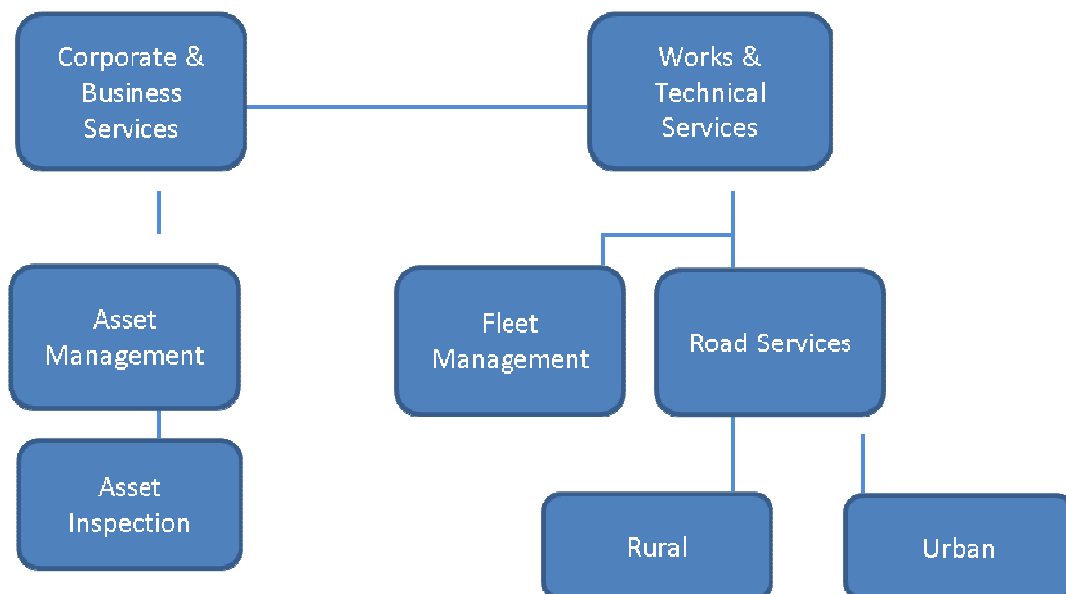 Corporate &
Business
Services
Works &
Technical
Services
Asset
Management
Fleet
Management
Road Services
Asset
Inspection
Rural
Urban